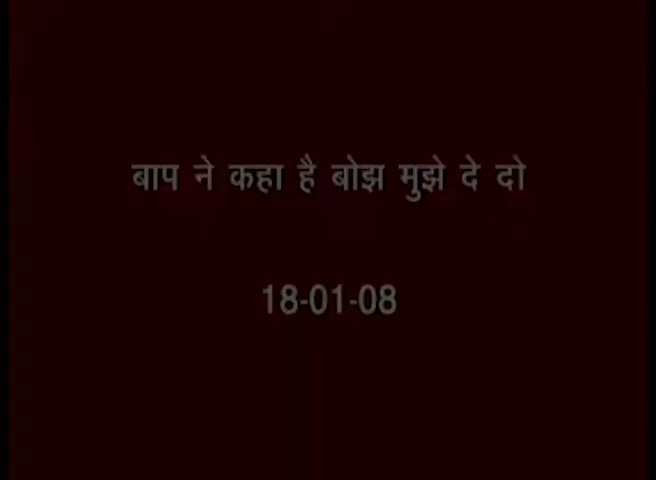 बाप ने कहा है बोझ मुझे दे दो
18-01-08